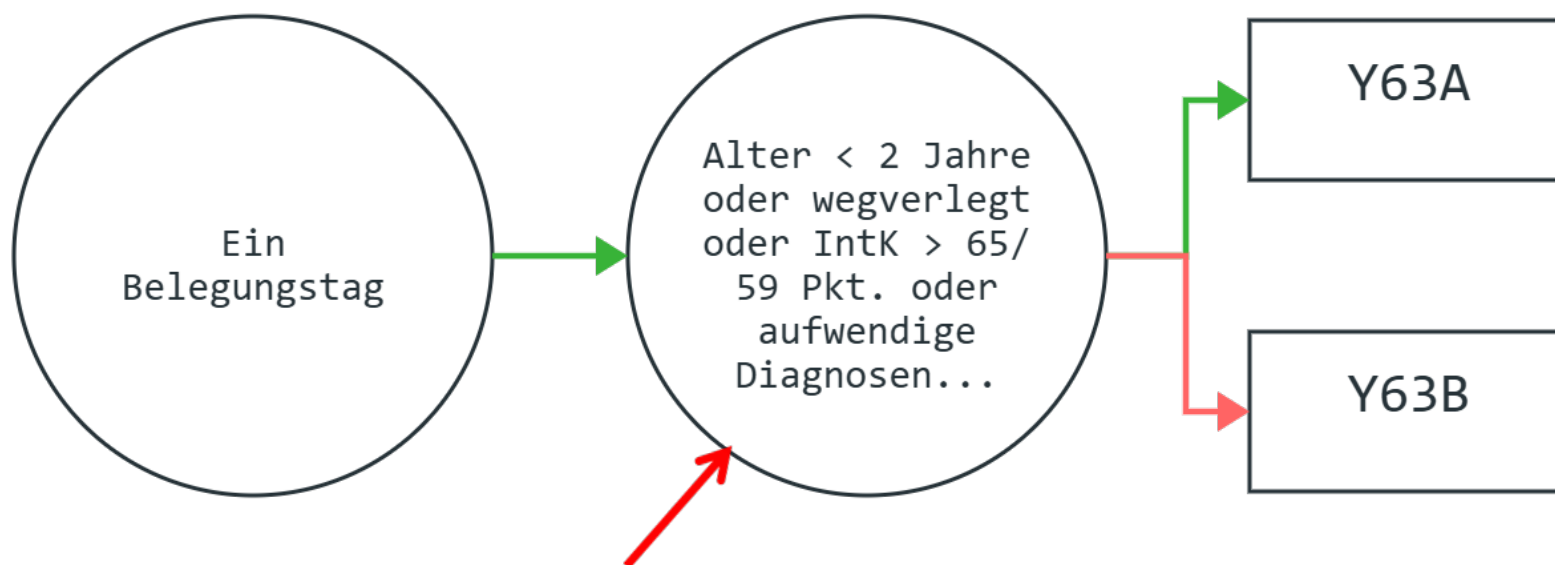 Ein
Belegungstag
Alter < 2 Jahre
oder wegverlegt
oder IntK > 65/
59 Pkt. oder
aufwendige
Diagnosen...
Y63A
Y63B